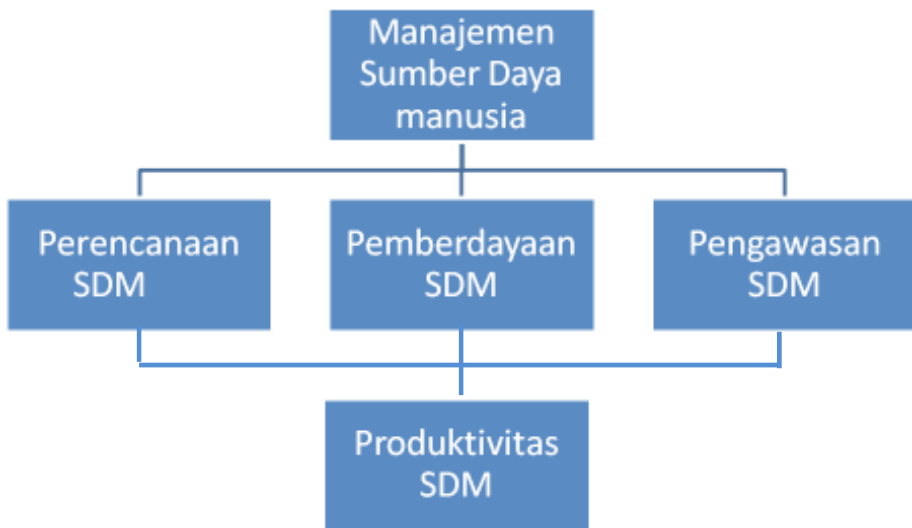 Manajemen
Sumber Daya
manusia
Perencanaan
SDM
Pemberdayaan
SDM
Pengawasan
SDM
Produktivitas
SDM